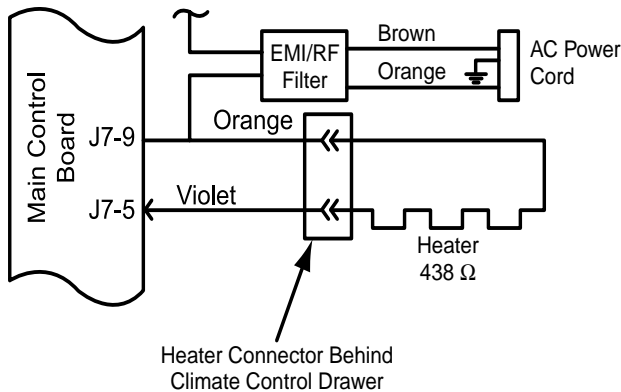 Brown
EMI/RF
Filter
AC Power
Cord
Orange
Main Control
Board
J7-9
Orange
J7-5
Violet
Heater
438 Ω
Heater Connector Behind
Climate Control Drawer